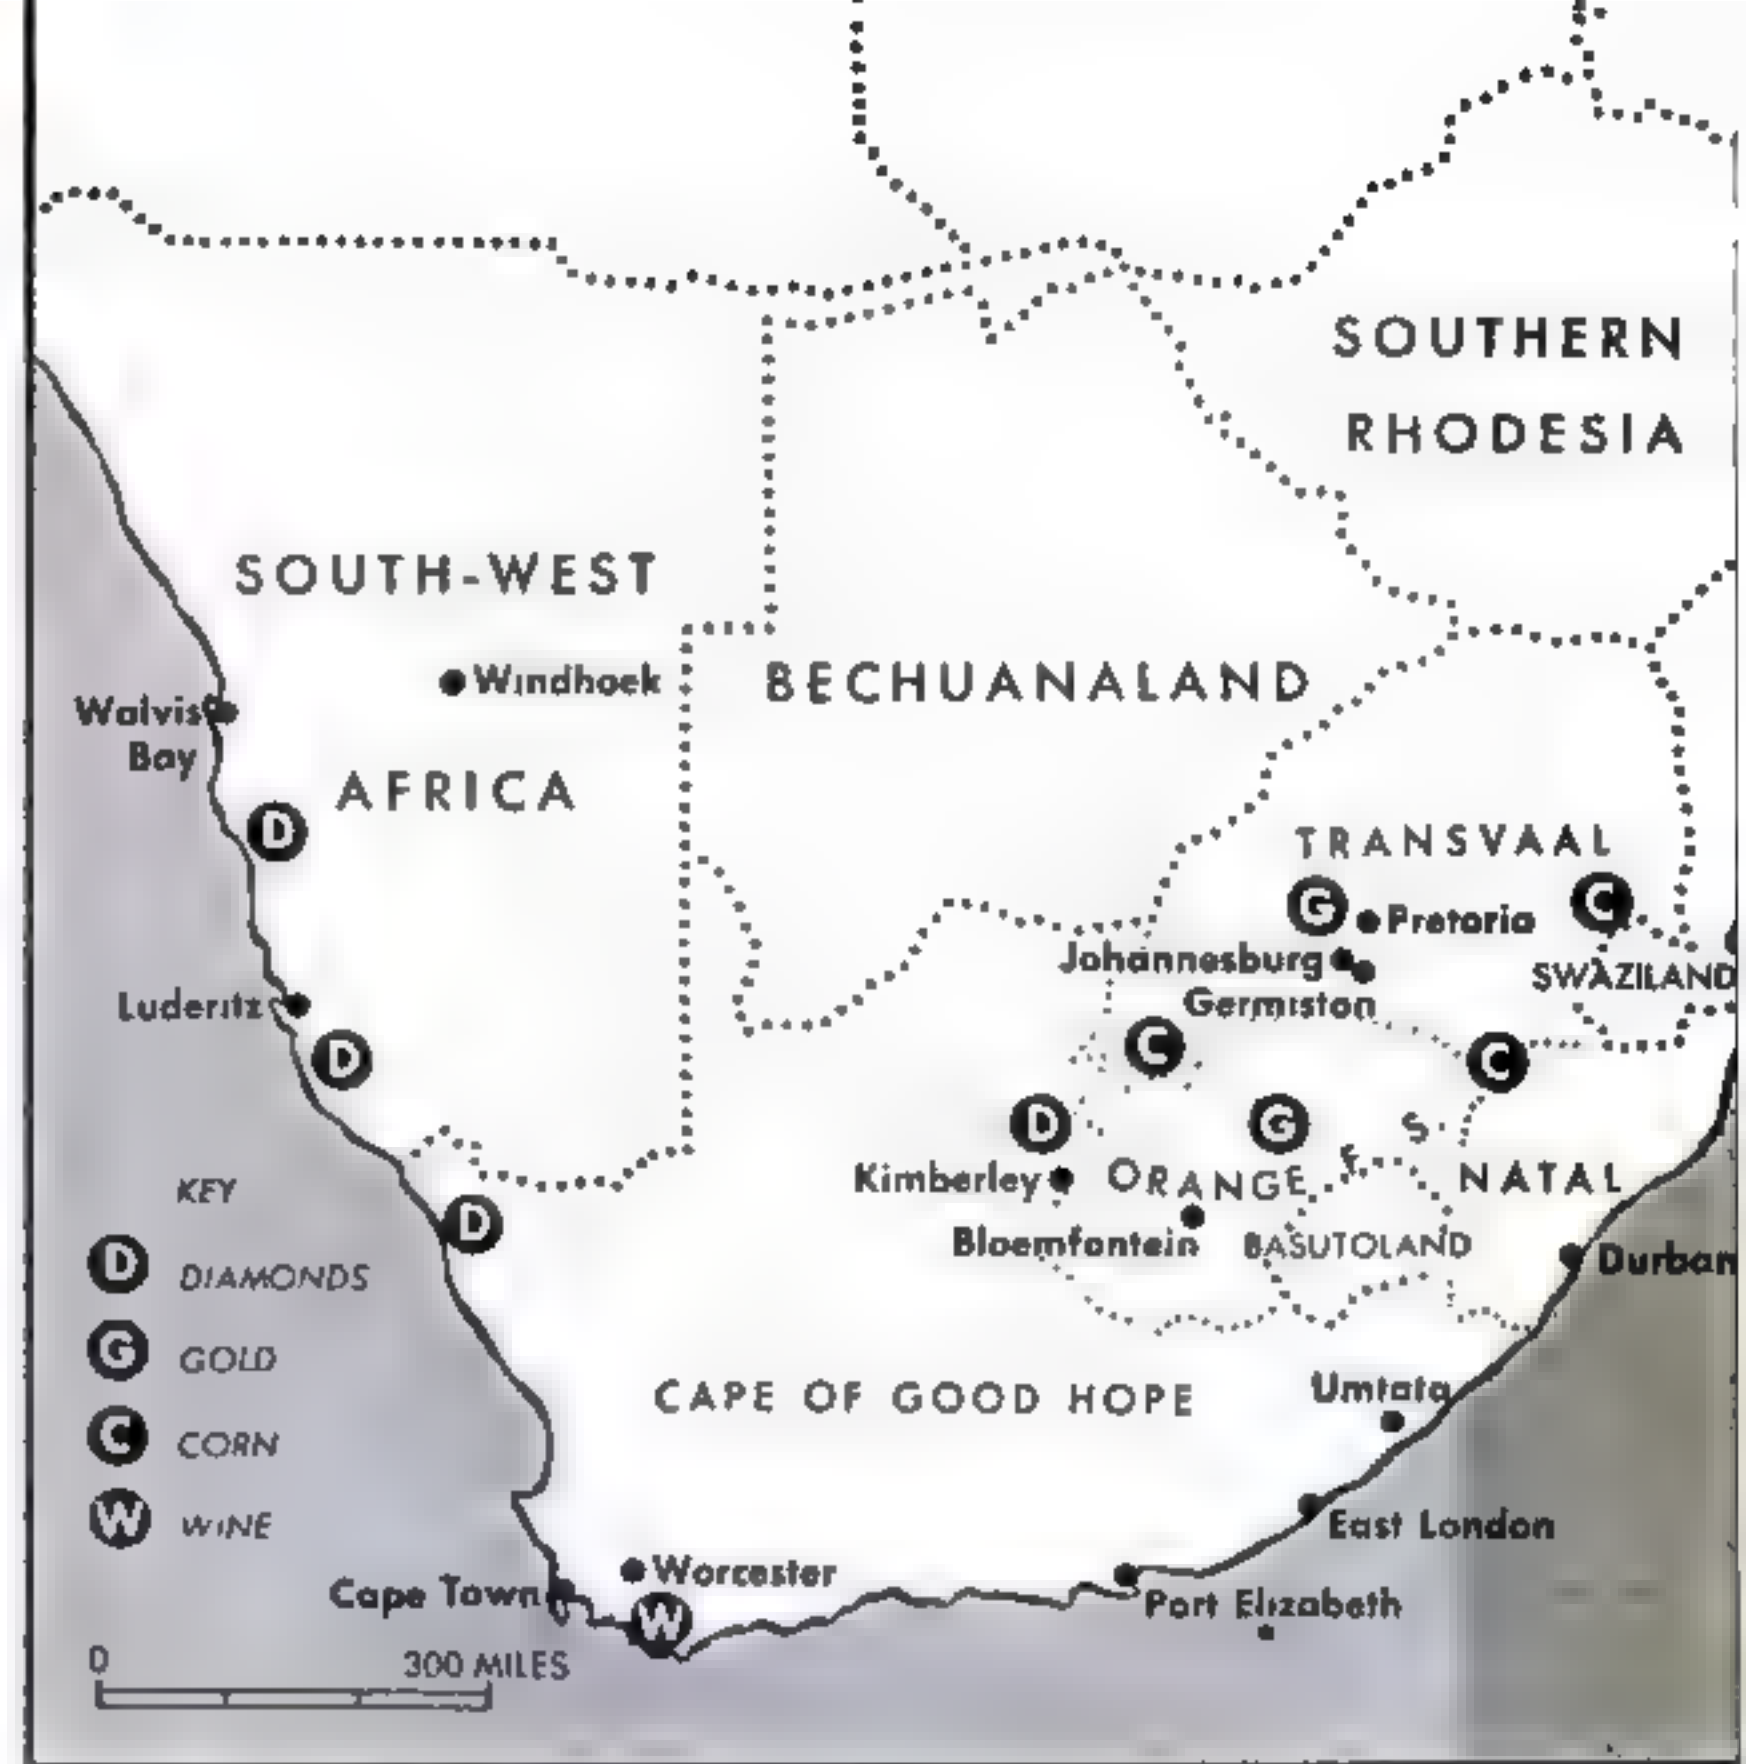 SOUTHERN
RHODESIA
SOUTH-WEST
AFRICA
Windhoek
BECHUANALAND
Walvis
Bay
D
TRANSVAAL
G
C
Pretoria
Johannesburg
Germiston
SWAZILAND
Luderitz
D
C
C
D
G
ORANGE F. S.
NATAL
Kimberley
Bloemfontein
BASUTOLAND
Durban
D
KEY
D DIAMONDS
G GOLD
C CORN
W WINE
CAPE OF GOOD HOPE
Umtata
East London
Port Elizabeth
Worcester
Cape Town
W
0 300 MILES